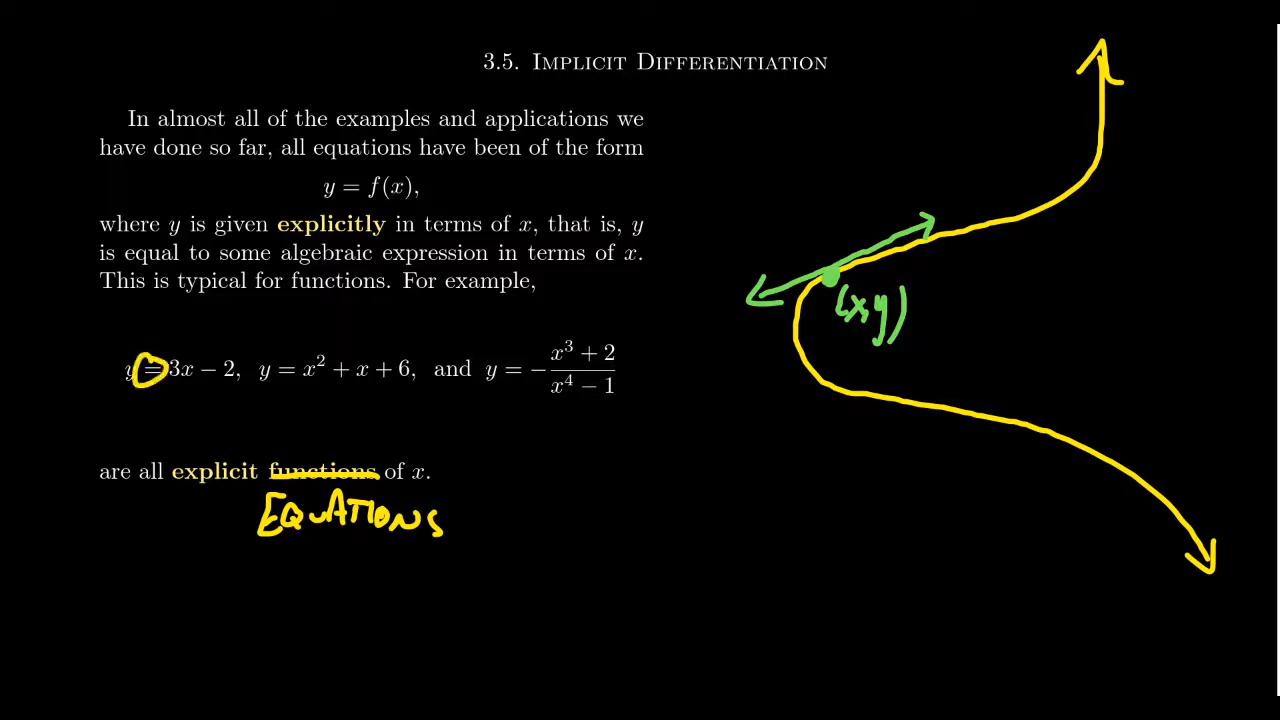 3.5. IMPLICIT DIFFERENTIATION
In almost all of the examples and applications we
have done so far, all equations have been of the form
y = f(x),
where y is given explicitly in terms of x, that is, y
is equal to some algebraic expression in terms of x.
This is typical for functions. For example,
y = 3x − 2, y = x² + x + 6, and y = −(x³ + 2)/(x⁴ − 1)
are all explicit functions of x.
EQUATIONS
(x,y)